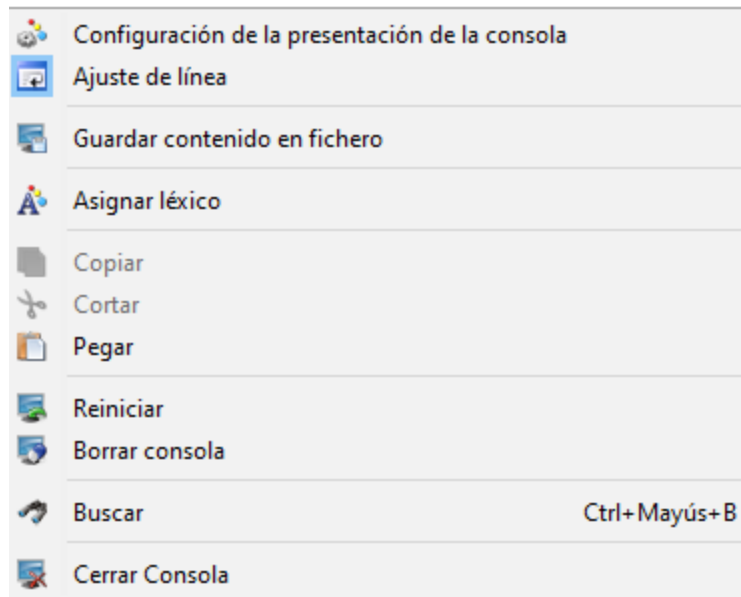 Configuración de la presentación de la consola
Ajuste de línea
Guardar contenido en fichero
Asignar léxico
Copiar
Cortar
Pegar
Reiniciar
Borrar consola
Buscar Ctrl+Mayús+B
Cerrar Consola